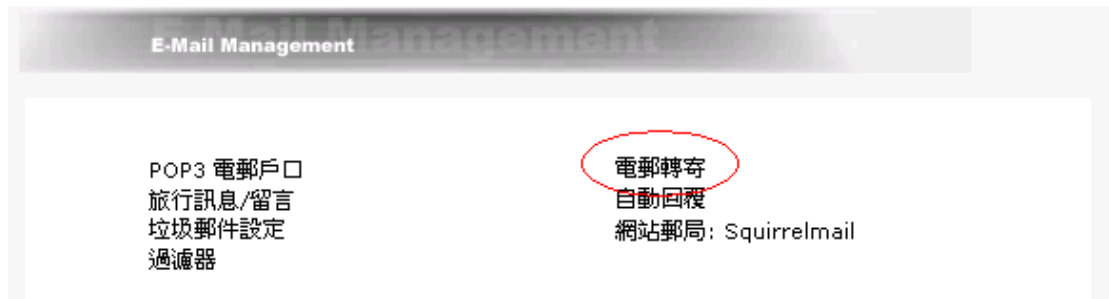 E-Mail Management
POP3 電郵戶口
旅行訊息/留言
垃圾郵件設定
過濾器
電郵轉寄
自動回覆
網站郵局: Squirrelmail